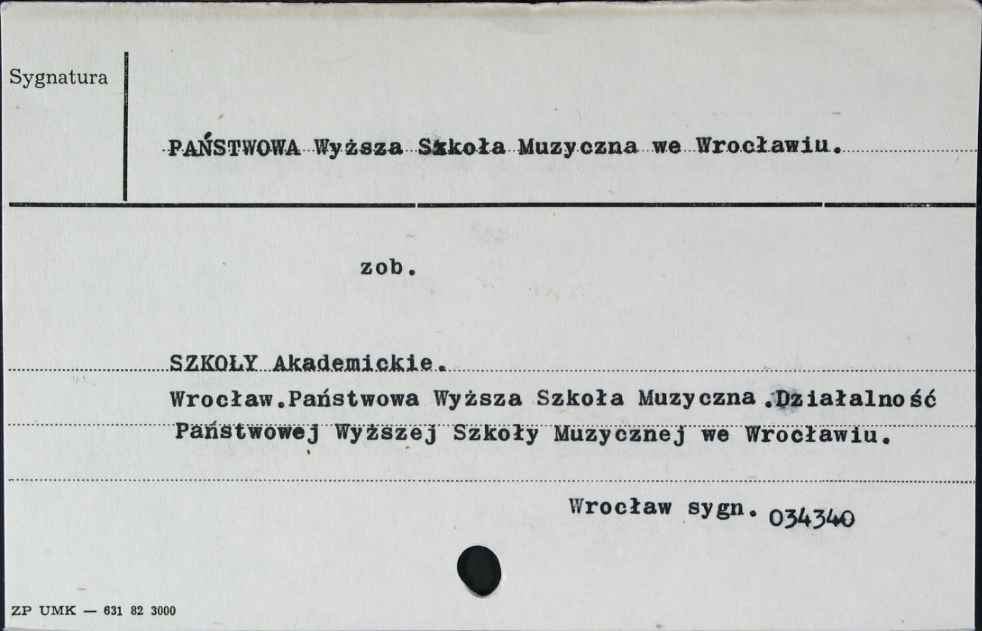 Sygnatura
PAŃSTWOWA Wyższa Szkoła Muzyczna we Wrocławiu.
zob.
SZKOŁY Akademickie.
Wrocław.Państwowa Wyższa Szkoła Muzyczna.Działalność
Państwowej Wyższej Szkoły Muzycznej we Wrocławiu.
Wrocław sygn. 034340
ZP UMK — 631 82 3000